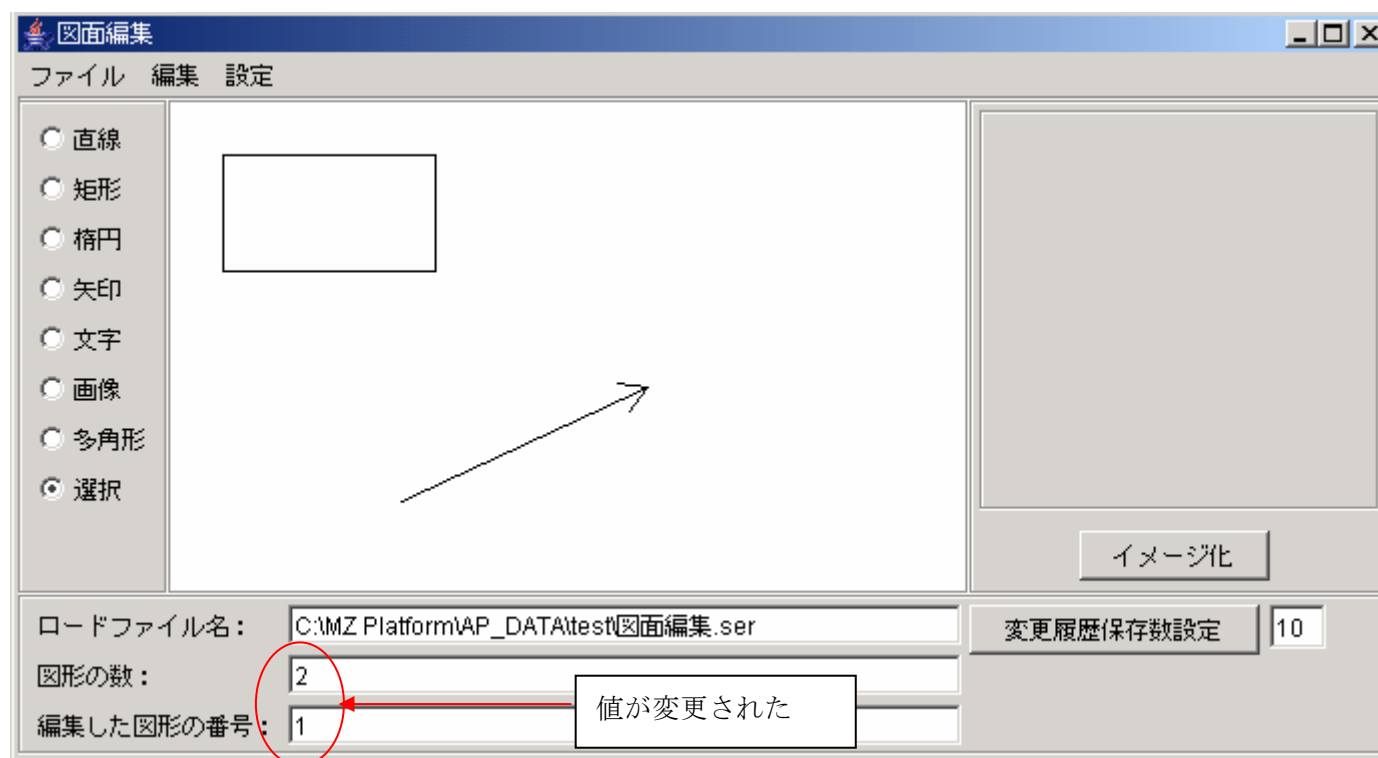 図面編集
ファイル 編集 設定
直線
矩形
楕円
矢印
文字
画像
多角形
選択
イメージ化
ロードファイル名： C:\MZ Platform\AP_DATA\test\図面編集.ser 変更履歴保存数設定 10
図形の数： 2
値が変更された
編集した図形の番号： 1